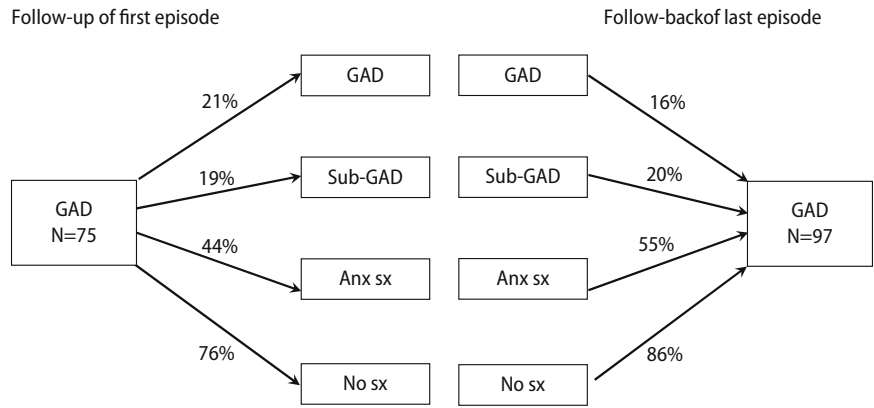 Follow-up of first episode
Follow-backof last episode
GAD
GAD
21%
16%
19%
Sub-GAD
Sub-GAD
20%
GAD
N=75
GAD
N=97
44%
55%
Anx sx
Anx sx
76%
86%
No sx
No sx